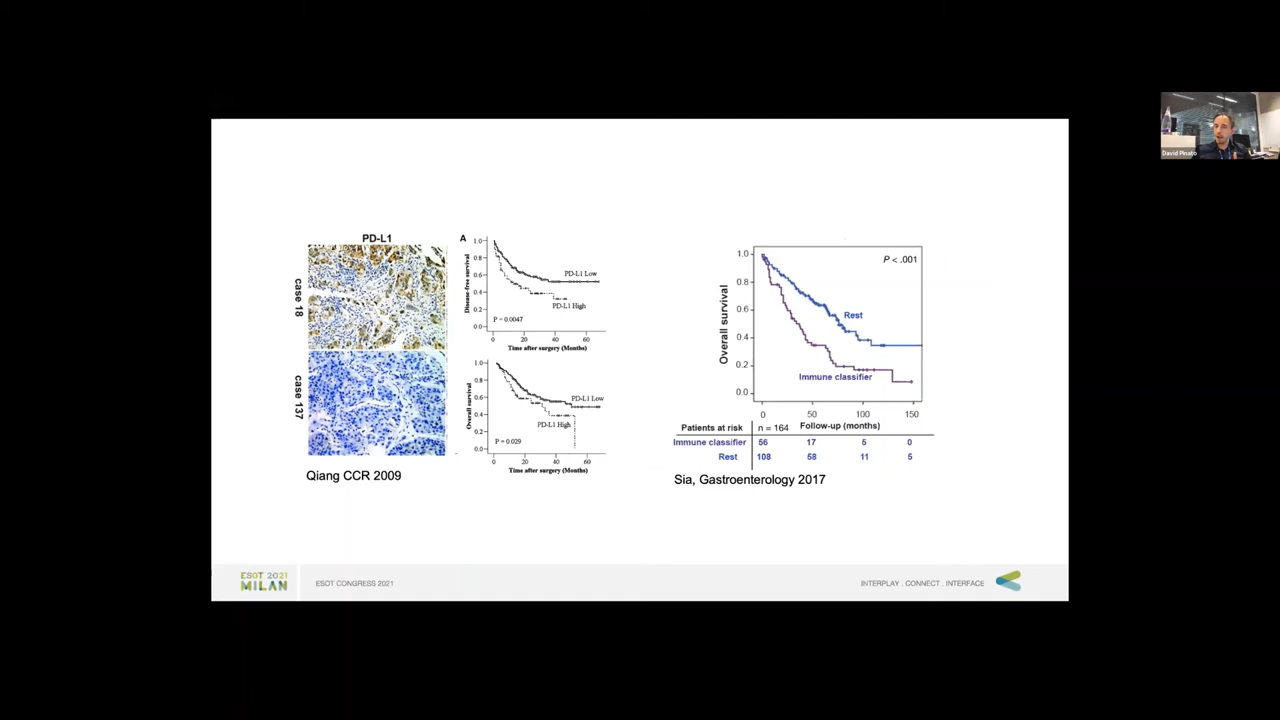 David Pinato
PD-L1
case 18
case 137
Qiang CCR 2009
A
Disease-free survival
1.0
0.8
0.6
0.4
0.2
0.0
PD-L1 Low
PD-L1 High
P = 0.0047
0 20 40 60
Time after surgery (Months)
Overall survival
1.0
0.8
0.6
0.4
0.2
0.0
PD-L1 Low
PD-L1 High
P = 0.029
0 20 40 60
Time after surgery (Months)
Overall survival
1.0
0.8
0.6
0.4
0.2
0.0
P < .001
Rest
Immune classifier
0 50 100 150
Patients at risk n = 164 Follow-up (months)
Immune classifier 56 17 5 0
Rest 108 58 11 5
Sia, Gastroenterology 2017
ESOT 2021
MILAN
ESOT CONGRESS 2021
INTERPLAY . CONNECT . INTERFACE